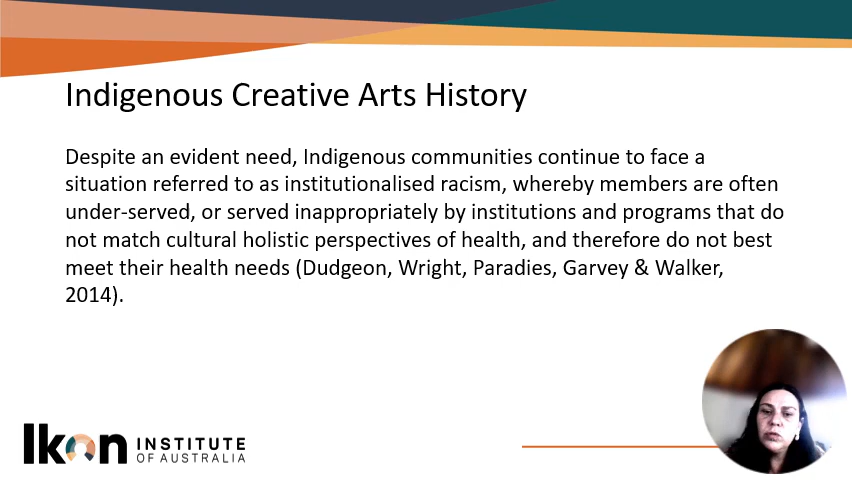 Indigenous Creative Arts History
Despite an evident need, Indigenous communities continue to face a
situation referred to as institutionalised racism, whereby members are often
under-served, or served inappropriately by institutions and programs that do
not match cultural holistic perspectives of health, and therefore do not best
meet their health needs (Dudgeon, Wright, Paradies, Garvey & Walker,
2014).
Ikon INSTITUTE
OF AUSTRALIA